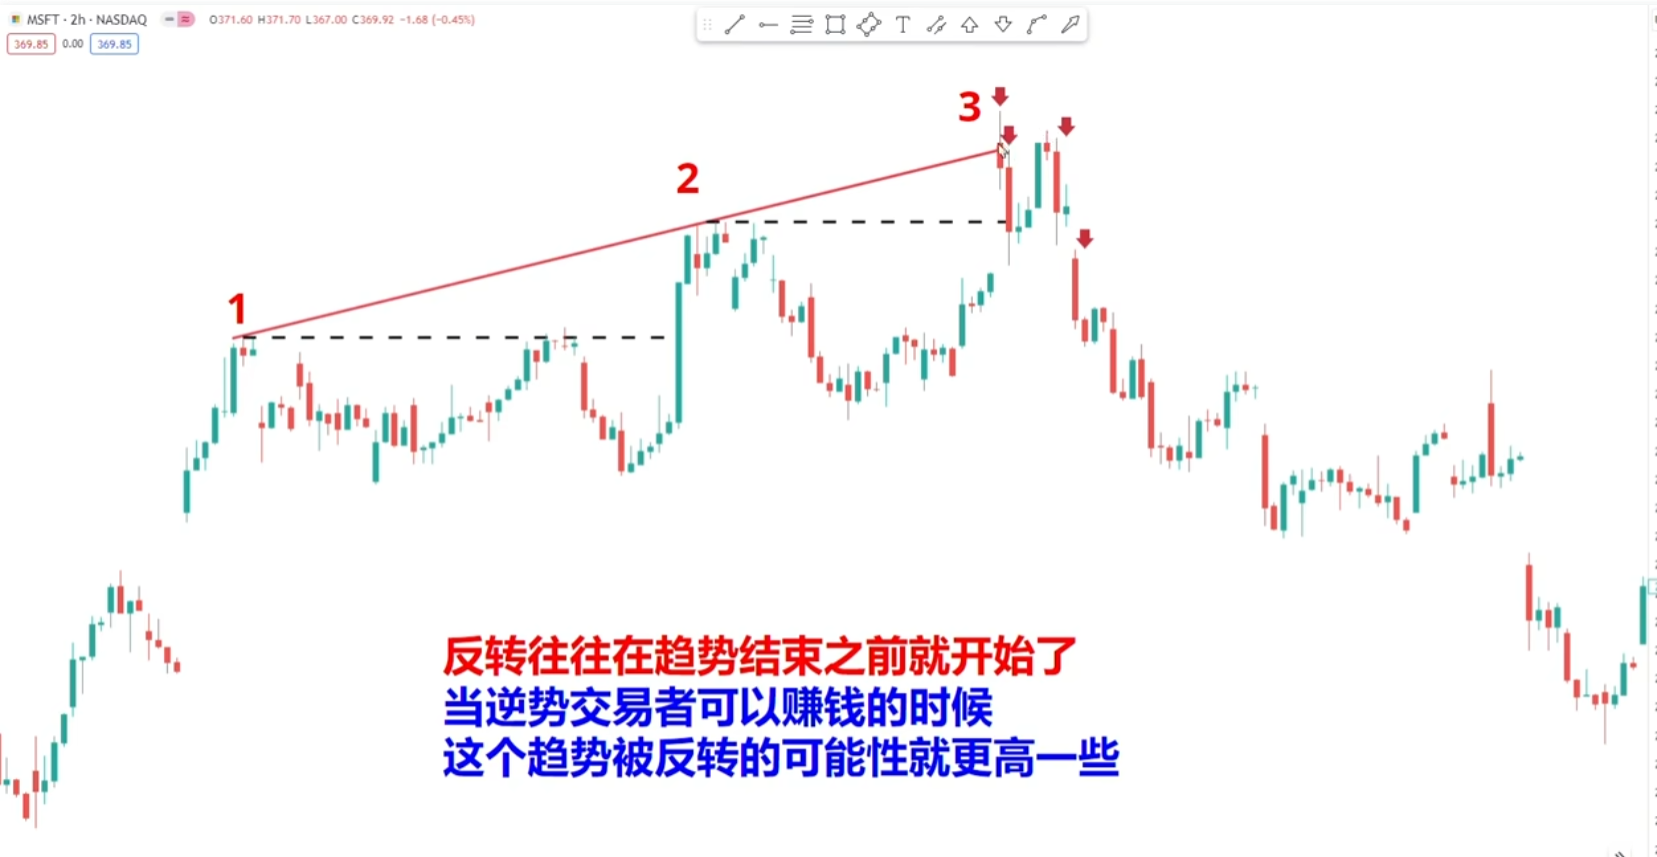 MSFT · 2h · NASDAQ
O371.60 H371.70 L367.00 C369.92 −1.68 (−0.45%)
369.85 0.00 369.85
T
3
2
1
反转往往在趋势结束之前就开始了
当逆势交易者可以赚钱的时候
这个趋势被反转的可能性就更高一些